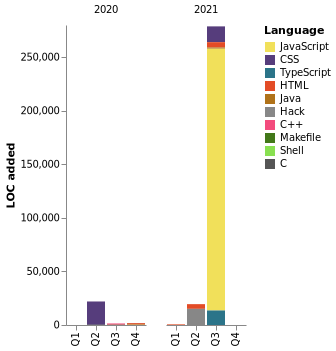 2020 2021
Language
JavaScript
CSS
TypeScript
HTML
Java
Hack
C++
Makefile
Shell
C
LOC added
250,000
200,000
150,000
100,000
50,000
0
Q1 Q2 Q3 Q4 Q1 Q2 Q3 Q4